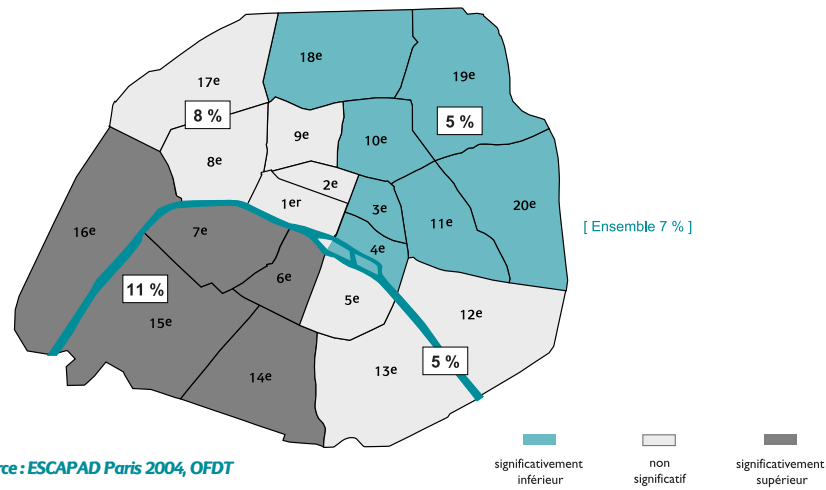 18e
17e
19e
8 %
5 %
9e
10e
8e
2e
1er
3e
20e
11e
16e
7e
4e
[ Ensemble 7 % ]
6e
11 %
5e
12e
15e
5 %
13e
14e
significativement
inférieur
non
significatif
significativement
supérieur
rce : ESCAPAD Paris 2004, OFDT